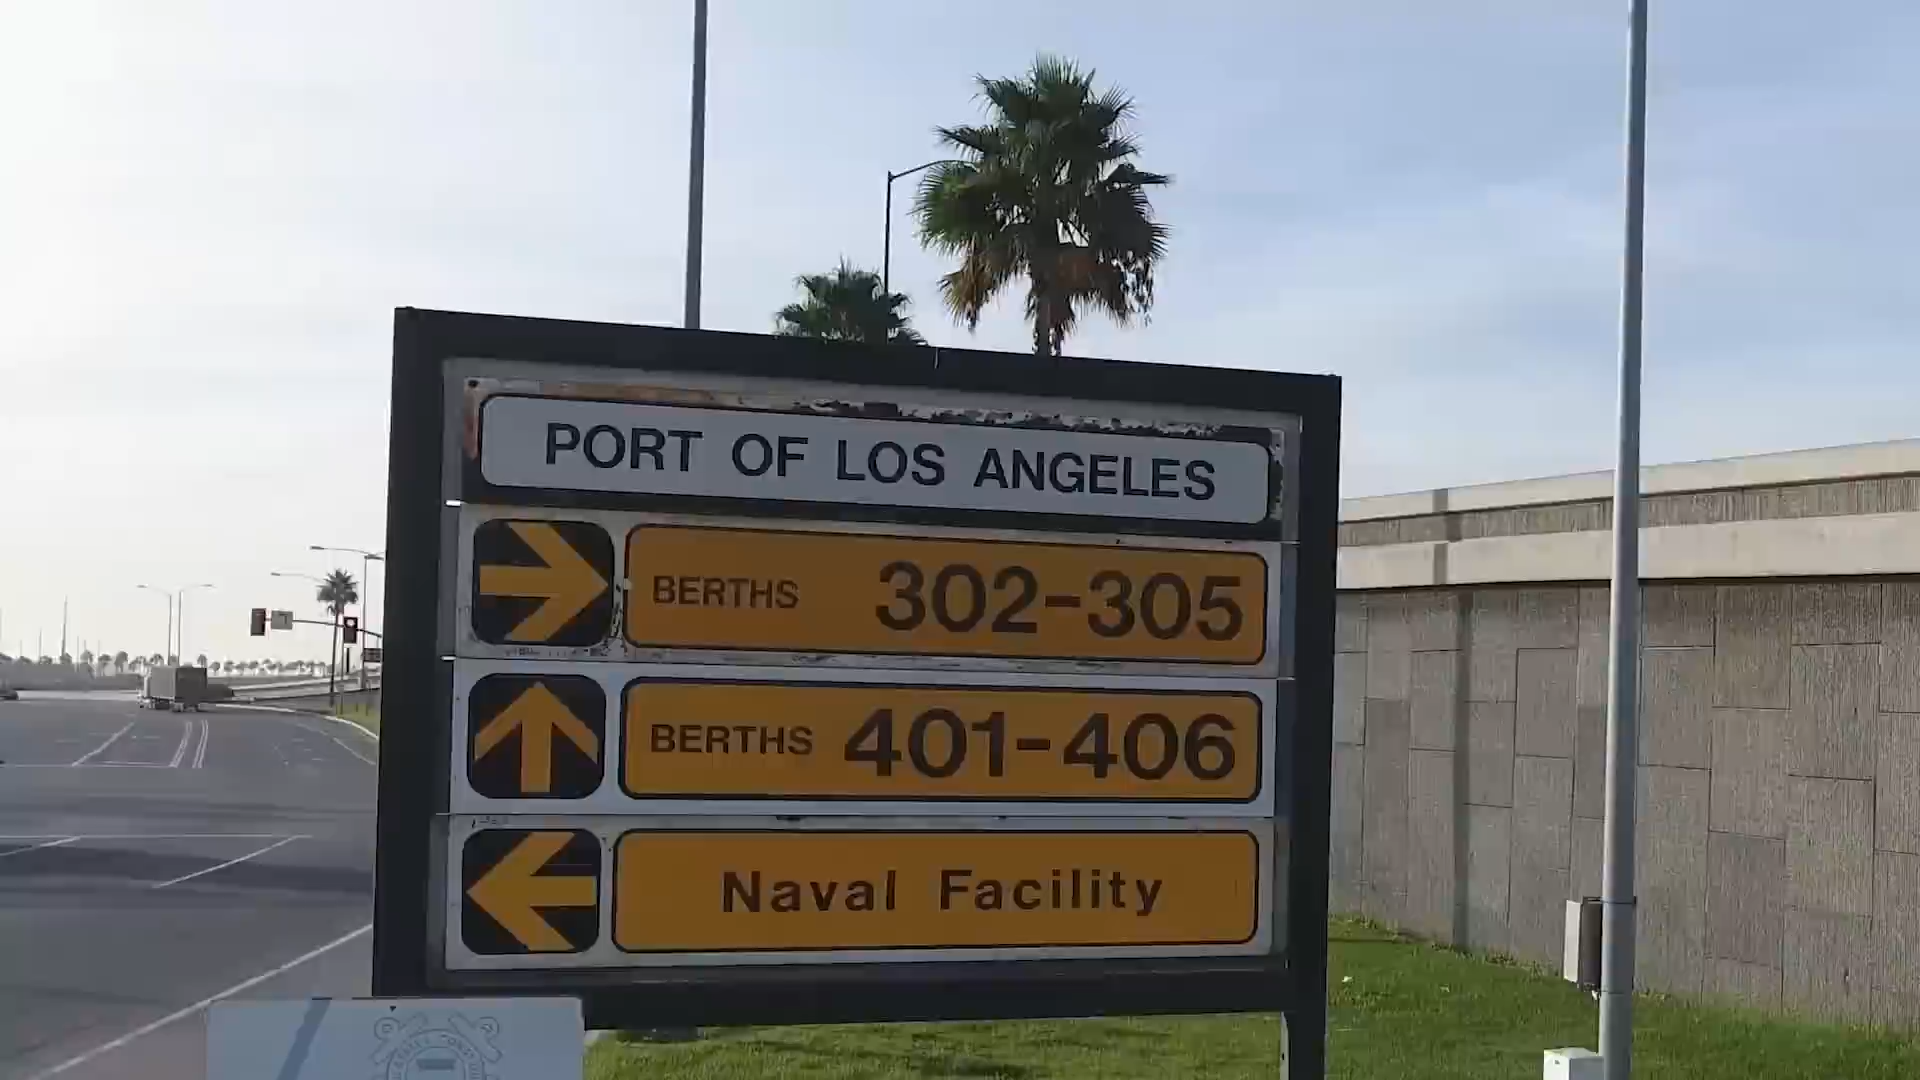 PORT OF LOS ANGELES
BERTHS 302-305
BERTHS 401-406
Naval Facility